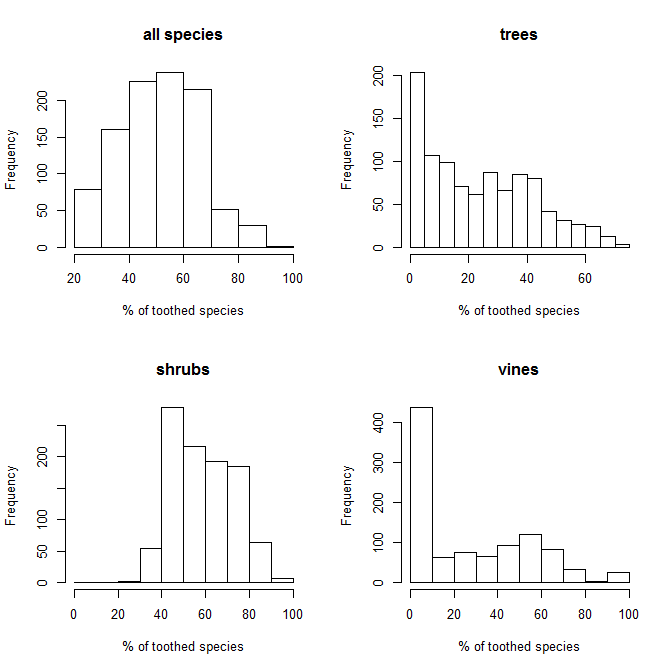 all species
Frequency
0 50 100 150 200
20 40 60 80 100
% of toothed species
trees
Frequency
0 50 100 150 200
0 20 40 60
% of toothed species
shrubs
Frequency
0 50 100 200
0 20 40 60 80 100
% of toothed species
vines
Frequency
0 100 200 300 400
0 20 40 60 80 100
% of toothed species